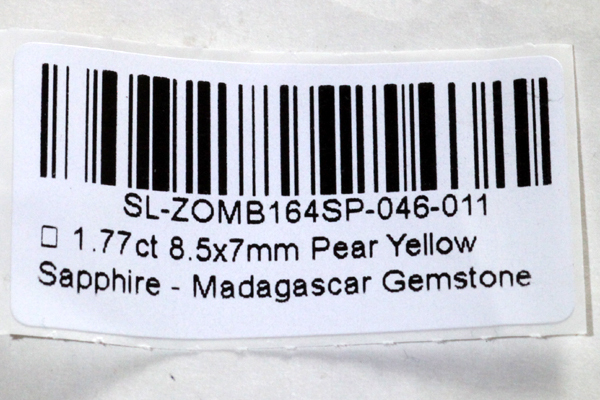 SL-ZOMB164SP-046-011
□ 1.77ct 8.5x7mm Pear Yellow
Sapphire - Madagascar Gemstone